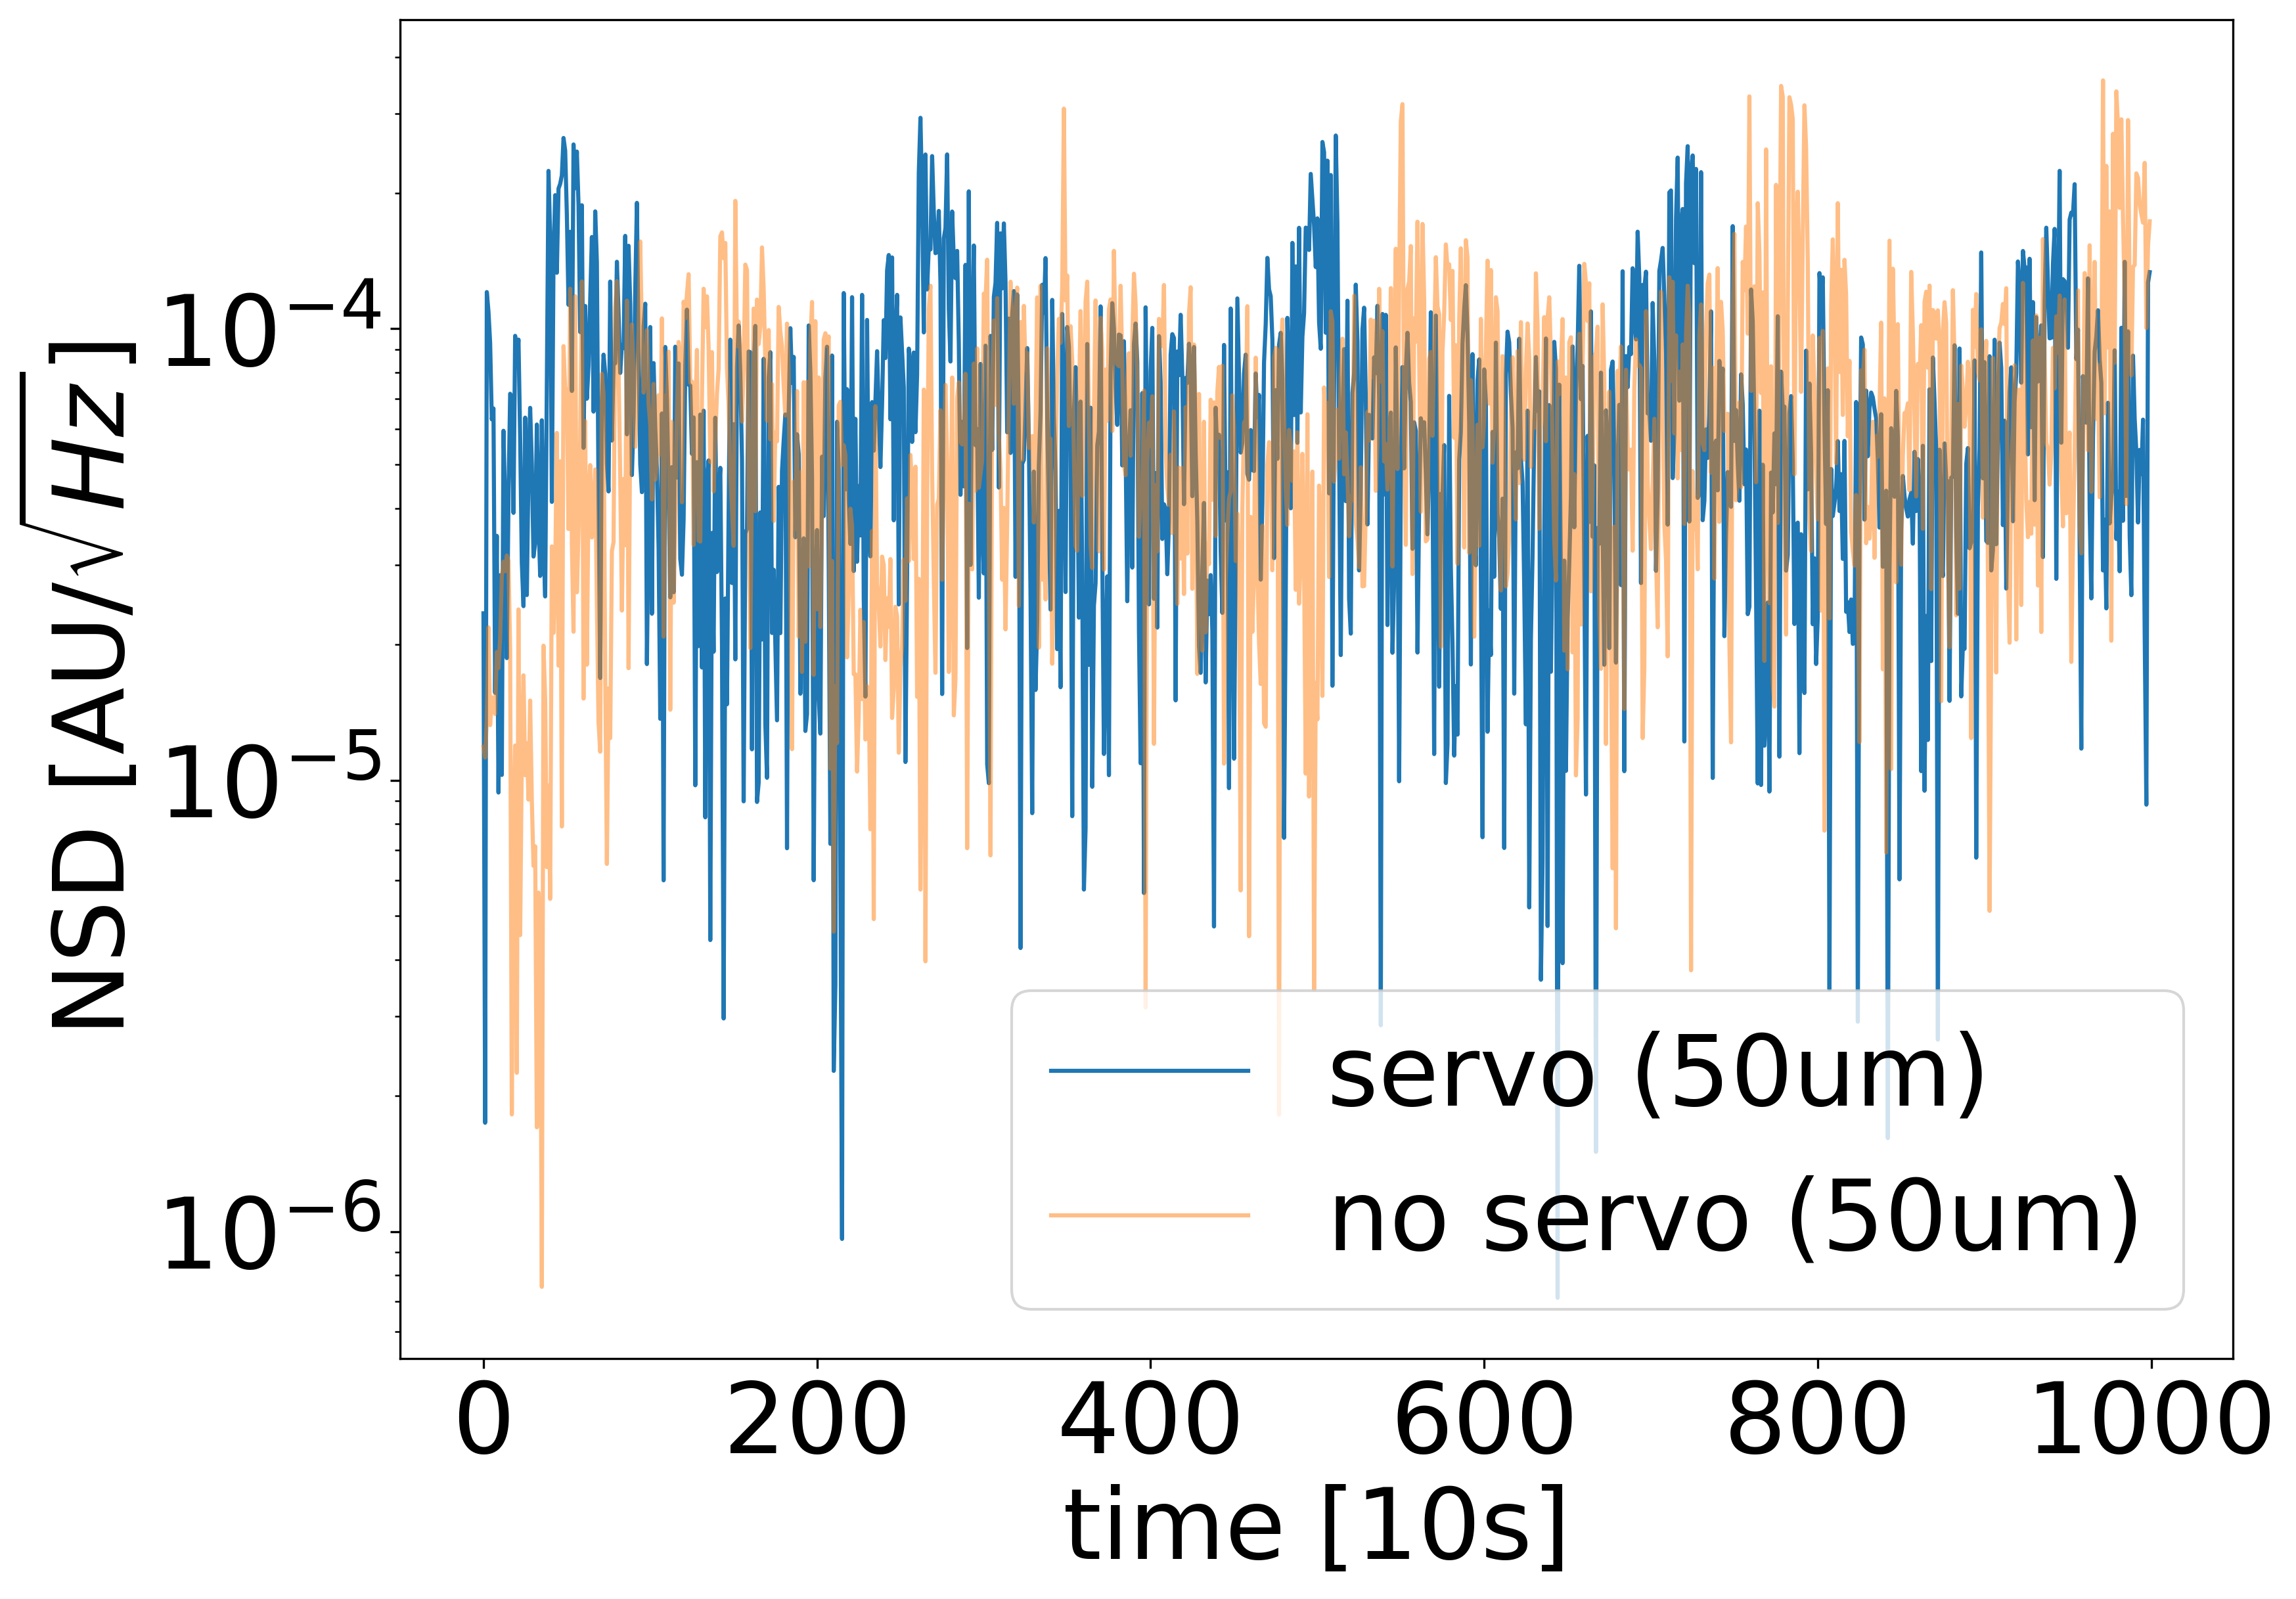 NSD [AU/√Hz]
10⁻⁴
10⁻⁵
10⁻⁶
servo (50um)
no servo (50um)
0 200 400 600 800 1000
time [10s]